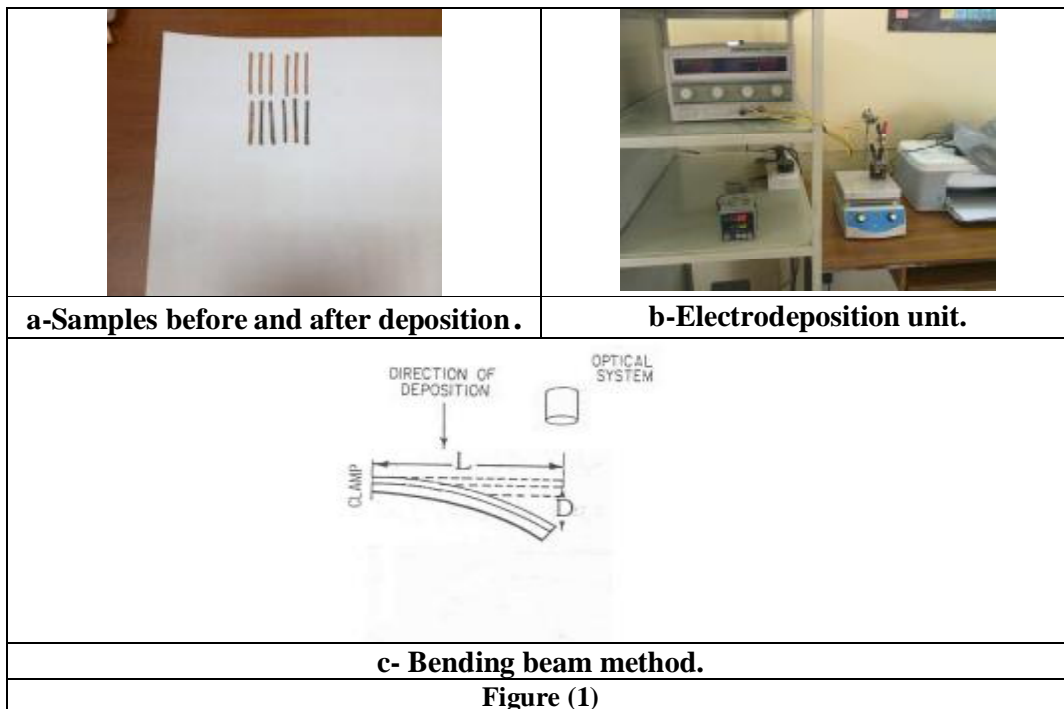 a-Samples before and after deposition.
b-Electrodeposition unit.
DIRECTION OF
DEPOSITION
OPTICAL
SYSTEM
CLAMP
L
D
c- Bending beam method.
Figure (1)